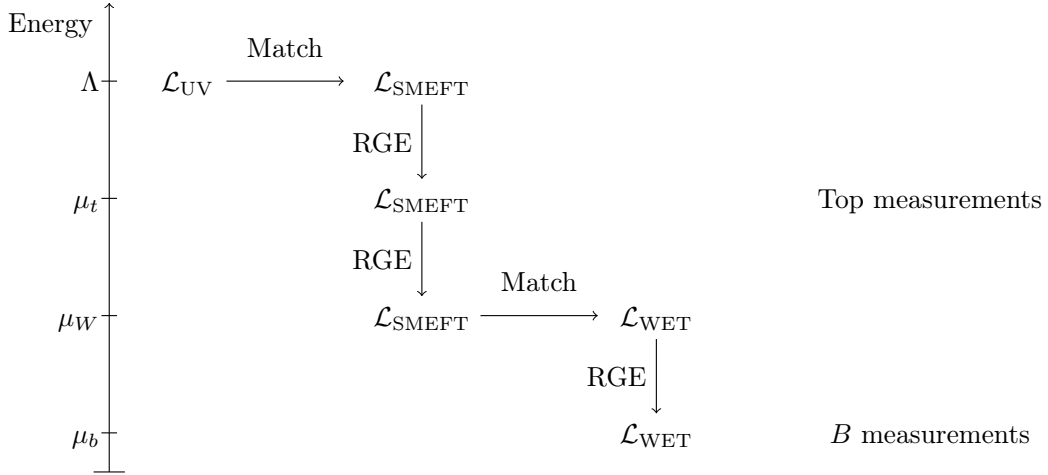 Energy
Match
Λ ℒ_UV ℒ_SMEFT
RGE
μ_t ℒ_SMEFT Top measurements
RGE
Match
μ_W ℒ_SMEFT ℒ_WET
RGE
μ_b ℒ_WET B measurements